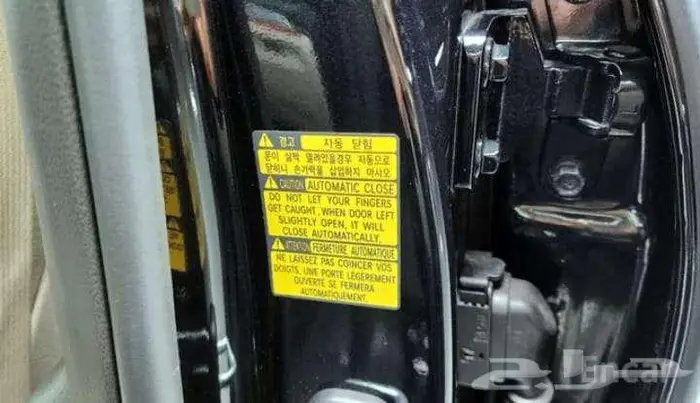 경고 자동 닫힘
문이 살짝 열려있을경우 자동으로
닫히니 손가락을 삽입하지 마시오
CAUTION AUTOMATIC CLOSE
DO NOT LET YOUR FINGERS
GET CAUGHT, WHEN DOOR LEFT
SLIGHTLY OPEN, IT WILL
CLOSE AUTOMATICALLY.
ATTENTION FERMETURE AUTOMATIQUE
NE LAISSEZ PAS COINCER VOS
DOIGTS, UNE PORTE LÉGÈREMENT
OUVERTE SE FERMERA
AUTOMATIQUEMENT.